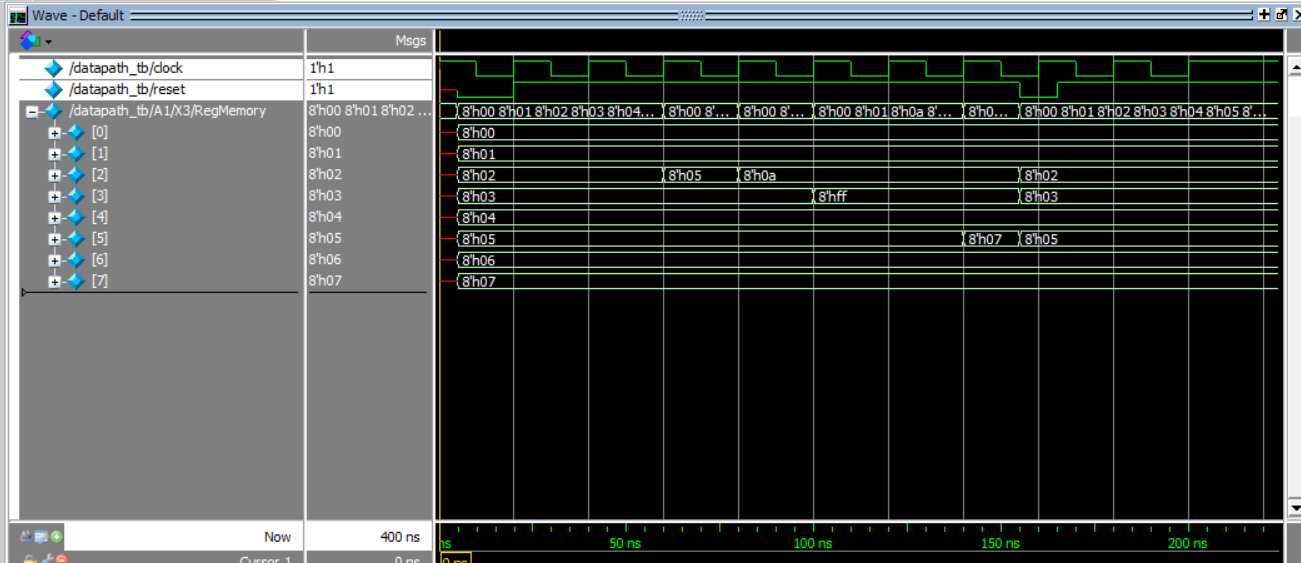 Wave - Default
Msgs
/datapath_tb/clock 1'h1
/datapath_tb/reset 1'h1
/datapath_tb/A1/X3/RegMemory 8'h00 8'h01 8'h02 ... 8'h00 8'h01 8'h02 8'h03 8'h04... 8'h00 8'... 8'h00 8'... 8'h00 8'h01 8'h0a 8'... 8'h0... 8'h00 8'h01 8'h02 8'h03 8'h04 8'h05 8'...
[0] 8'h00 8'h00
[1] 8'h01 8'h01
[2] 8'h02 8'h02 8'h05 8'h0a 8'h02
[3] 8'h03 8'h03 8'hff 8'h03
[4] 8'h04 8'h04
[5] 8'h05 8'h05 8'h07 8'h05
[6] 8'h06 8'h06
[7] 8'h07 8'h07
Now 400 ns ns 50 ns 100 ns 150 ns 200 ns
Cursor 1 0 ns 0 ns